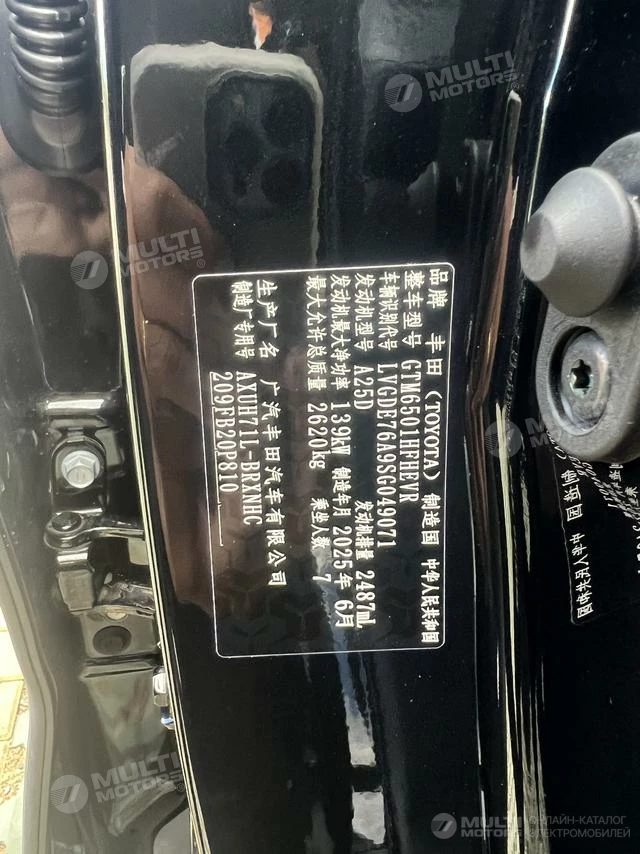 品牌 丰田 (TOYOTA) 制造国 中华人民共和国
整车型号 GTM6501HFHEVR
车辆识别代号 LVGDE76A9SG049071
发动机型号 A25D 发动机排量 2487mL
发动机最大净功率 139kW 制造年月 2025年 6月
最大允许总质量 2620kg 乘坐人数 7
生产厂名 广汽丰田汽车有限公司
制造厂专用号 AXUH71L-BRXNHC
209FB20P810
MULTI MOTORS®
MULTI MOTORS®
MULTI MOTORS®
MULTI MOTORS
ОНЛАЙН-КАТАЛОГ
ЭЛЕКТРОМОБИЛЕЙ